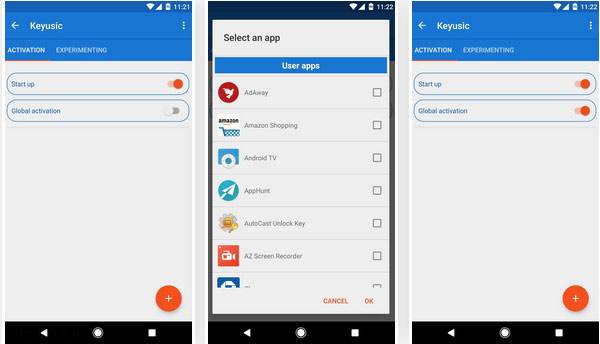 11:21
Keyusic
ACTIVATION EXPERIMENTING
Start up
Global activation
+
11:22
Select an app
User apps
AdAway
amazon
Amazon Shopping
Android TV
AppHunt
AutoCast Unlock Key
AZ Screen Recorder
CANCEL OK
11:22
Keyusic
ACTIVATION EXPERIMENTING
Start up
Global activation
+